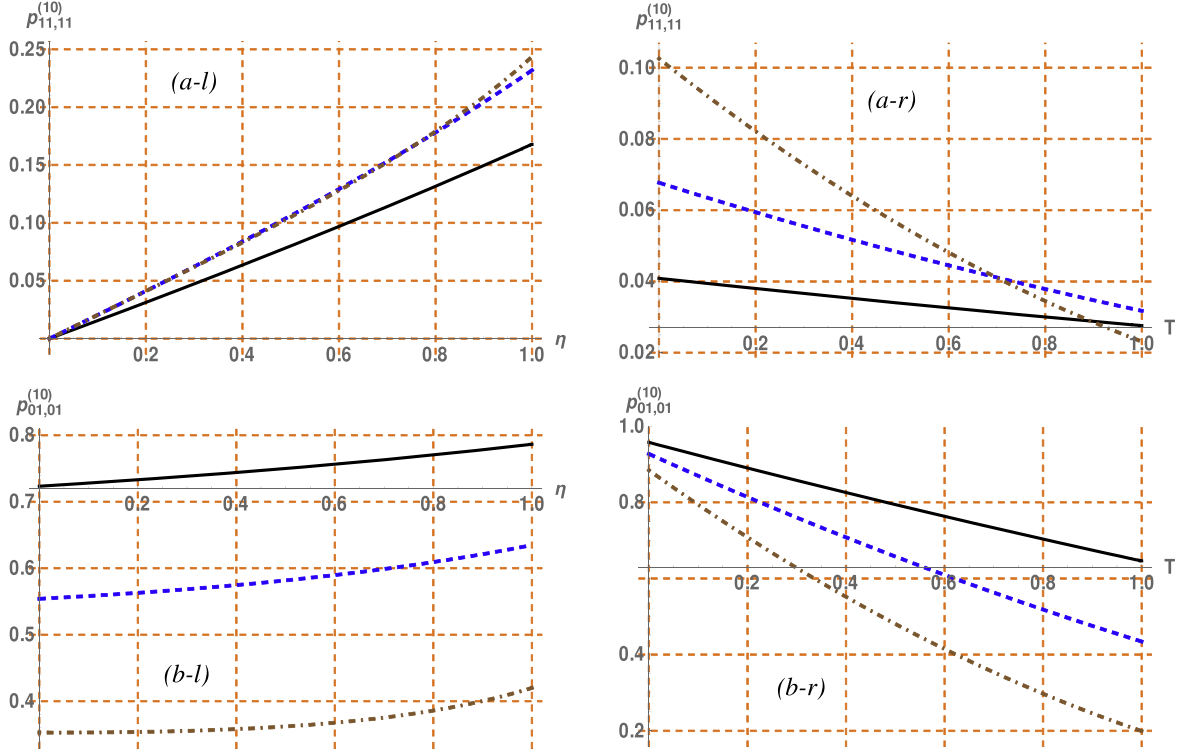 p_{11,11}^{(10)}
0.25
(a-l)
0.20
0.15
0.10
0.05
0.2 0.4 0.6 0.8 1.0 η
p_{11,11}^{(10)}
0.10
(a-r)
0.08
0.06
0.04
0.2 0.4 0.6 0.8 1.0 T
0.02
p_{01,01}^{(10)}
0.8
0.7
0.2 0.4 0.6 0.8 1.0 η
0.6
0.5
(b-l)
0.4
p_{01,01}^{(10)}
1.0
0.8
0.2 0.4 0.6 0.8 1.0 T
0.4
(b-r)
0.2